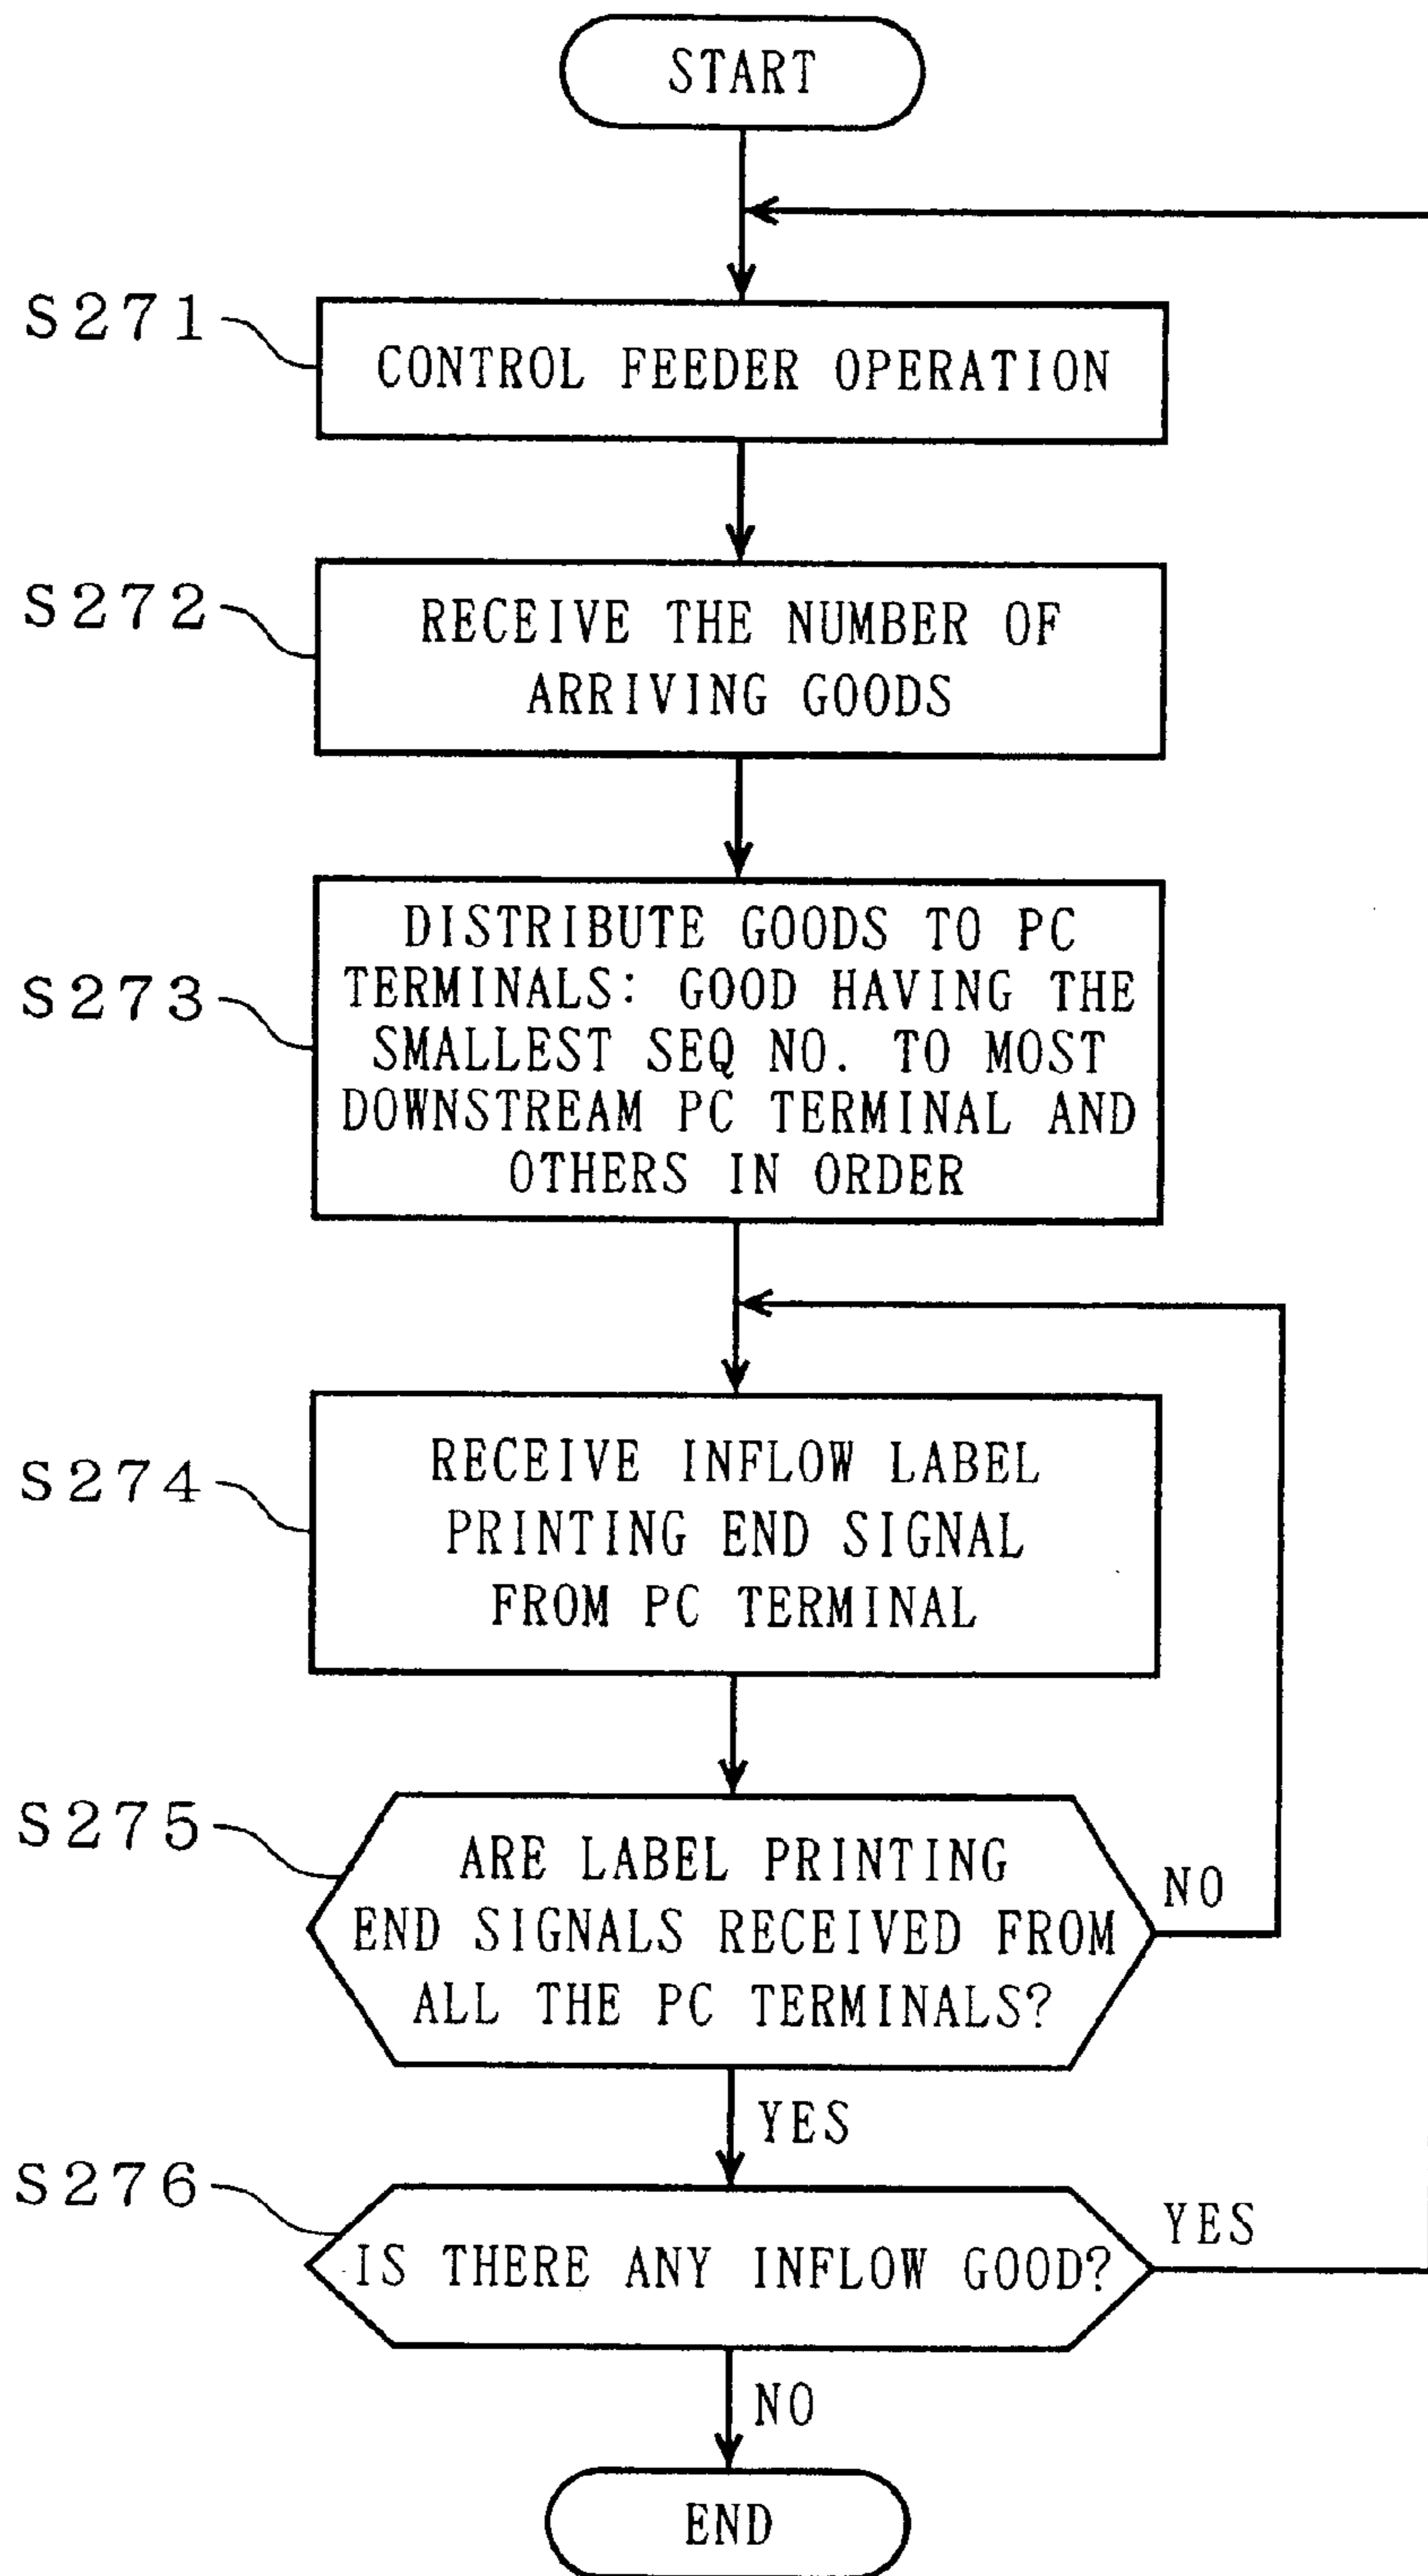 START
S271
CONTROL FEEDER OPERATION
S272
RECEIVE THE NUMBER OF
ARRIVING GOODS
S273
DISTRIBUTE GOODS TO PC
TERMINALS: GOOD HAVING THE
SMALLEST SEQ NO. TO MOST
DOWNSTREAM PC TERMINAL AND
OTHERS IN ORDER
S274
RECEIVE INFLOW LABEL
PRINTING END SIGNAL
FROM PC TERMINAL
S275
ARE LABEL PRINTING
END SIGNALS RECEIVED FROM
ALL THE PC TERMINALS?
NO
YES
S276
IS THERE ANY INFLOW GOOD?
YES
NO
END